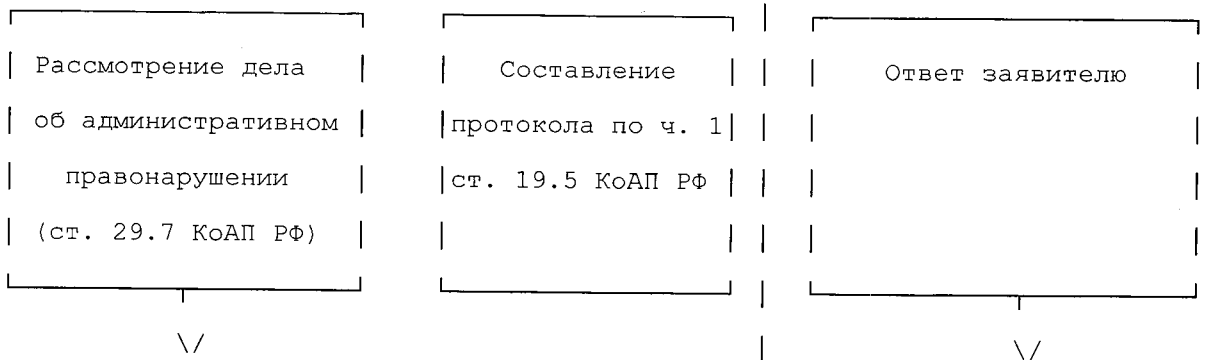 Рассмотрение дела
об административном
правонарушении
(ст. 29.7 КоАП РФ)
Составление
протокола по ч. 1
ст. 19.5 КоАП РФ
Ответ заявителю